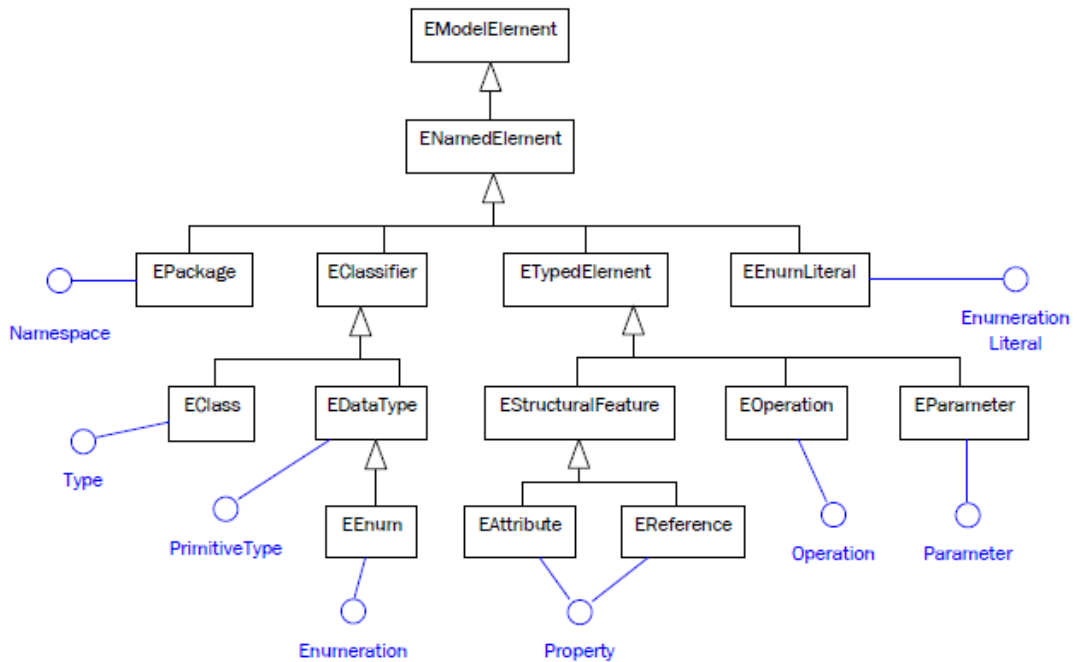 EModelElement
ENamedElement
EPackage
EClassifier
ETypedElement
EEnumLiteral
Namespace
Enumeration
Literal
EClass
EDataType
EStructuralFeature
EOperation
EParameter
Type
PrimitiveType
EEnum
EAttribute
EReference
Operation
Parameter
Enumeration
Property